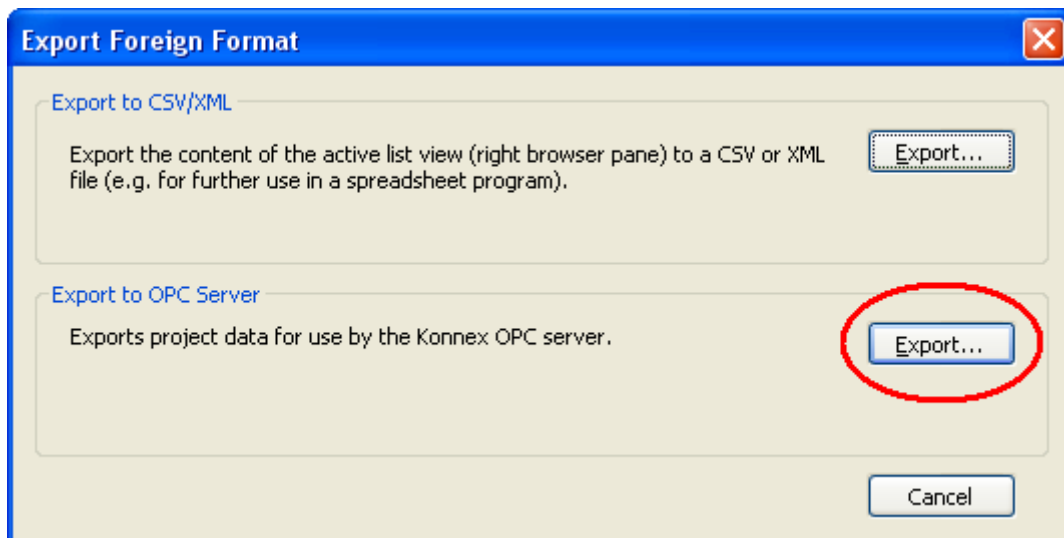 Export Foreign Format
Export to CSV/XML
Export the content of the active list view (right browser pane) to a CSV or XML
file (e.g. for further use in a spreadsheet program).
Export...
Export to OPC Server
Exports project data for use by the Konnex OPC server.
Export...
Cancel